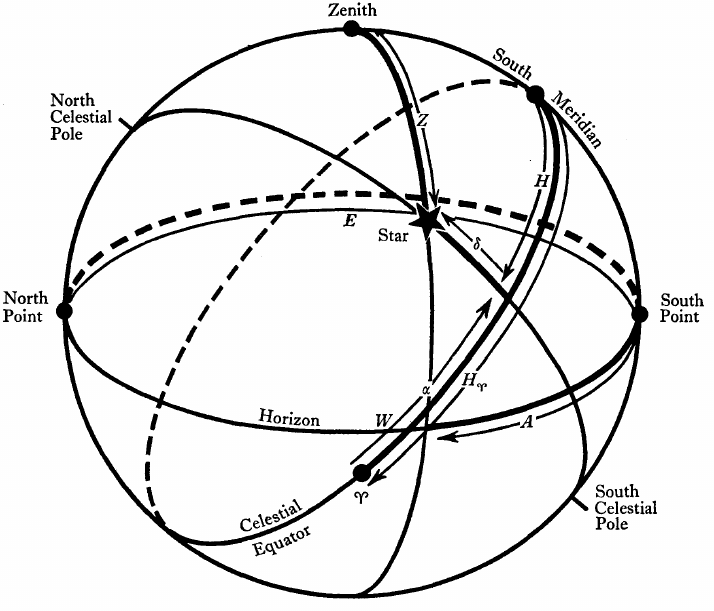 Zenith
South
Meridian
North
Celestial
Pole
Z
H
E
Star
δ
North
Point
South
Point
α
H♈
Horizon
W
A
♈
Celestial
Equator
South
Celestial
Pole